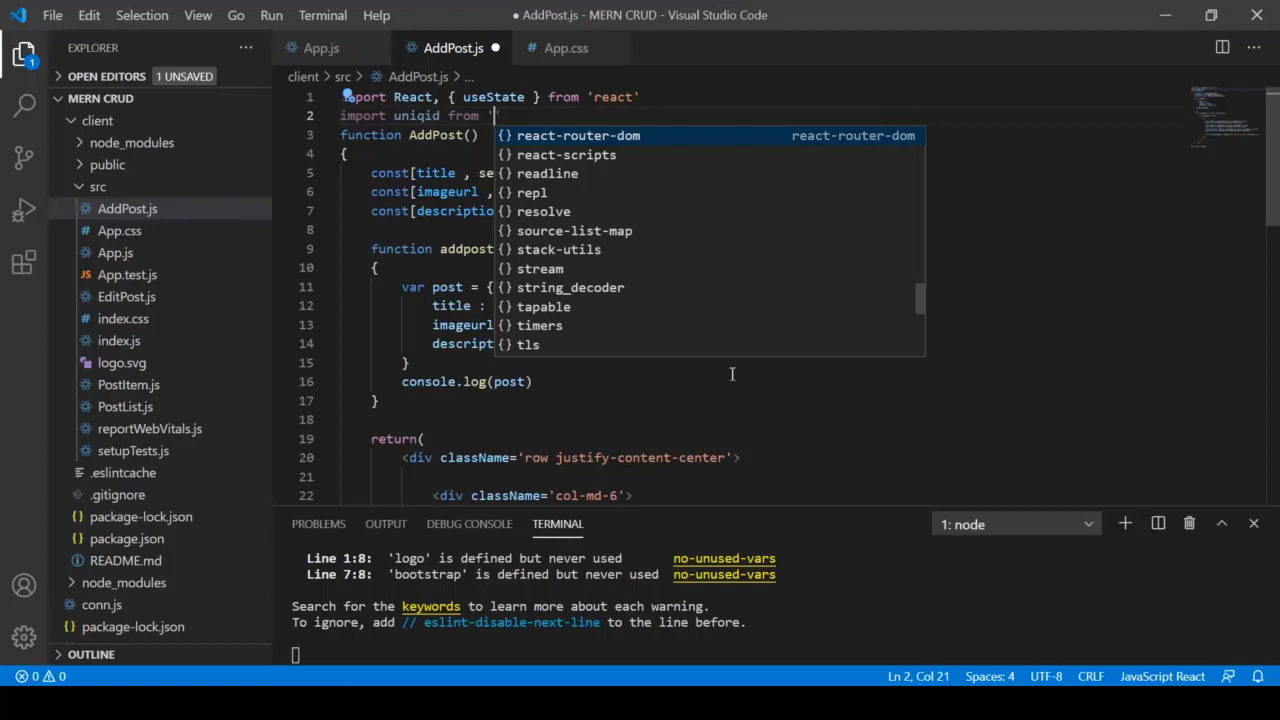 File Edit Selection View Go Run Terminal Help
● AddPost.js - MERN CRUD - Visual Studio Code
EXPLORER
OPEN EDITORS 1 UNSAVED
MERN CRUD
client
node_modules
public
src
AddPost.js
App.css
App.js
JS App.test.js
EditPost.js
# index.css
index.js
logo.svg
PostItem.js
PostList.js
reportWebVitals.js
setupTests.js
.eslintcache
.gitignore
{} package-lock.json
{} package.json
README.md
node_modules
conn.js
{} package-lock.json
OUTLINE
1
App.js
AddPost.js ●
# App.css
client > src > AddPost.js > ...
1 port React, { useState } from 'react'
2 import uniqid from ''
3 function AddPost()
4 {
5 const[title , se
6 const[imageurl ,
7 const[descriptio
8
9 function addpost
10 {
11 var post = {
12 title :
13 imageurl
14 descript
15 }
16 console.log(post)
17 }
18
19 return(
20 <div className='row justify-content-center'>
21
22 <div className='col-md-6'>
{} react-router-dom react-router-dom
{} react-scripts
{} readline
{} repl
{} resolve
{} source-list-map
{} stack-utils
{} stream
{} string_decoder
{} tapable
{} timers
{} tls
PROBLEMS OUTPUT DEBUG CONSOLE TERMINAL
1: node
Line 1:8: 'logo' is defined but never used no-unused-vars
Line 7:8: 'bootstrap' is defined but never used no-unused-vars
Search for the keywords to learn more about each warning.
To ignore, add // eslint-disable-next-line to the line before.
0 0
Ln 2, Col 21 Spaces: 4 UTF-8 CRLF JavaScript React